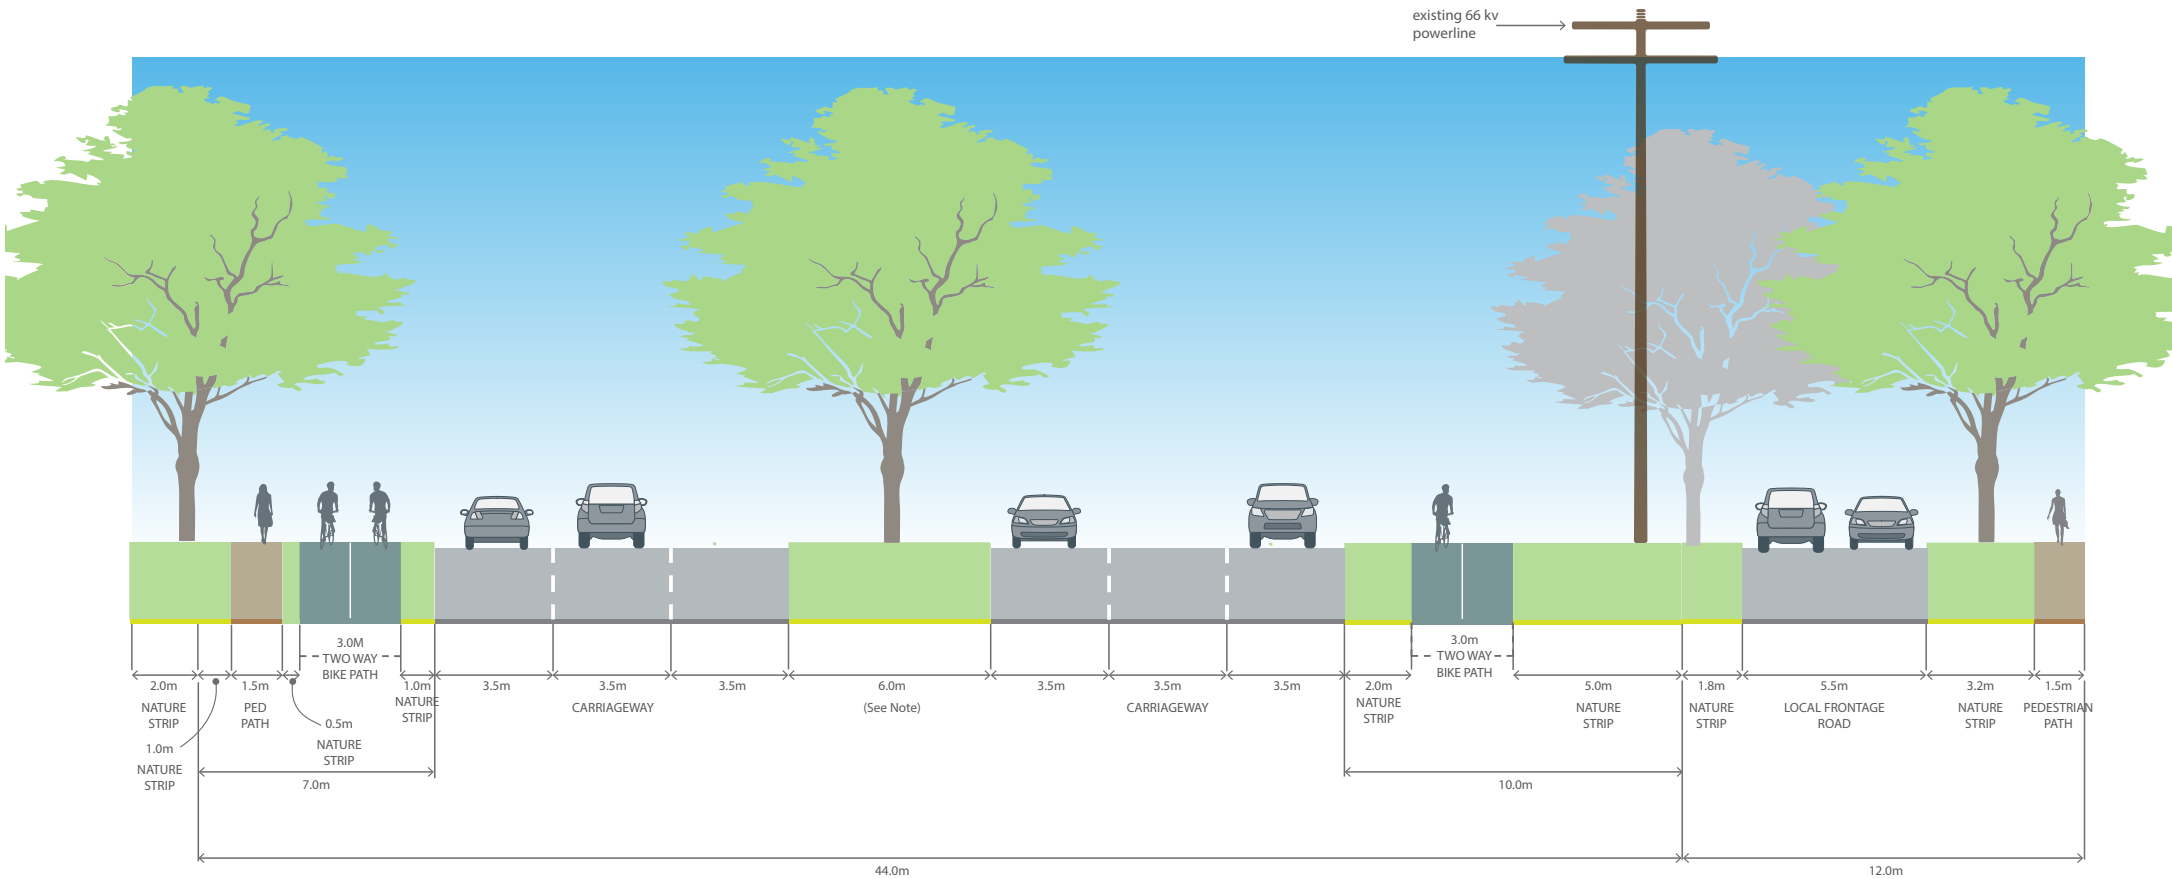 existing 66 kv
powerline
3.0M
TWO WAY
BIKE PATH
3.0m
TWO WAY
BIKE PATH
2.0m
NATURE
STRIP
1.0m
NATURE
STRIP
1.5m
PED
PATH
0.5m
NATURE
STRIP
1.0m
NATURE
STRIP
3.5m
3.5m
3.5m
CARRIAGEWAY
6.0m
(See Note)
3.5m
3.5m
3.5m
CARRIAGEWAY
2.0m
NATURE
STRIP
5.0m
NATURE
STRIP
1.8m
NATURE
STRIP
5.5m
LOCAL FRONTAGE
ROAD
3.2m
NATURE
STRIP
1.5m
PEDESTRIAN
PATH
7.0m
10.0m
44.0m
12.0m